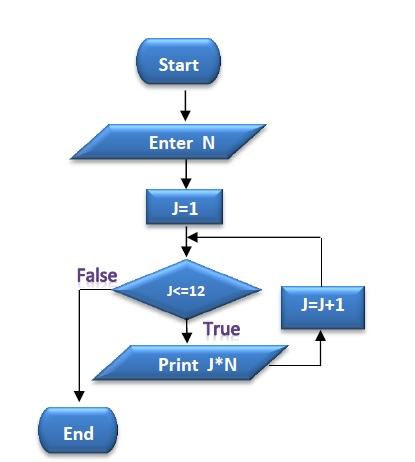 Start
Enter N
J=1
J<=12
False
True
J=J+1
Print J*N
End